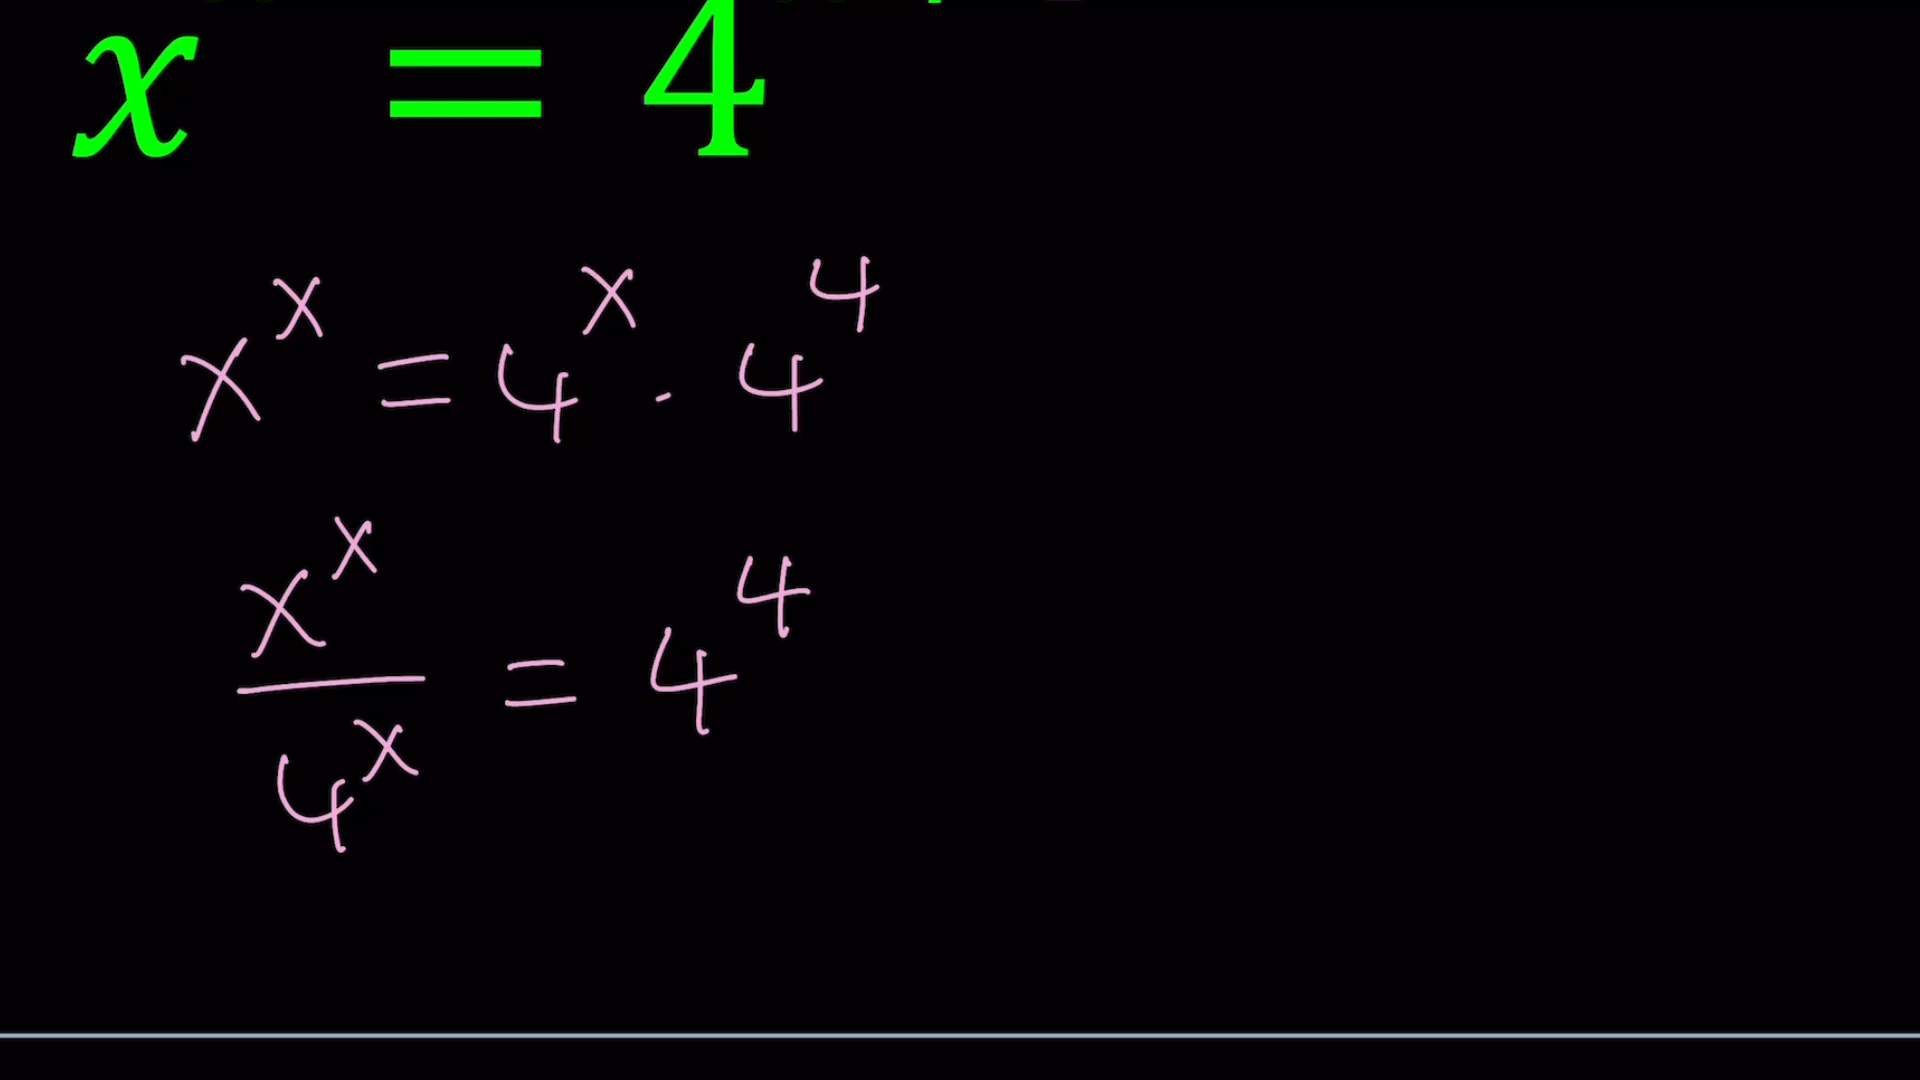 x = 4
x^x = 4^x · 4^4
x^x / 4^x = 4^4